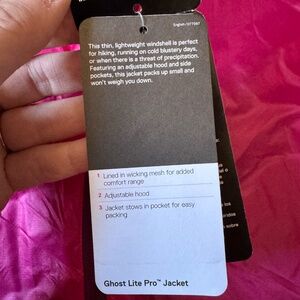 English/077087
This thin, lightweight windshell is perfect
for hiking, running on cold blustery days,
or when there is a threat of precipitation.
Featuring an adjustable hood and side
pockets, this jacket packs up small and
won't weigh you down.
1 Lined in wicking mesh for added
comfort range
2 Adjustable hood
3 Jacket stows in pocket for easy
packing
Ghost Lite Pro™ Jacket
sobre